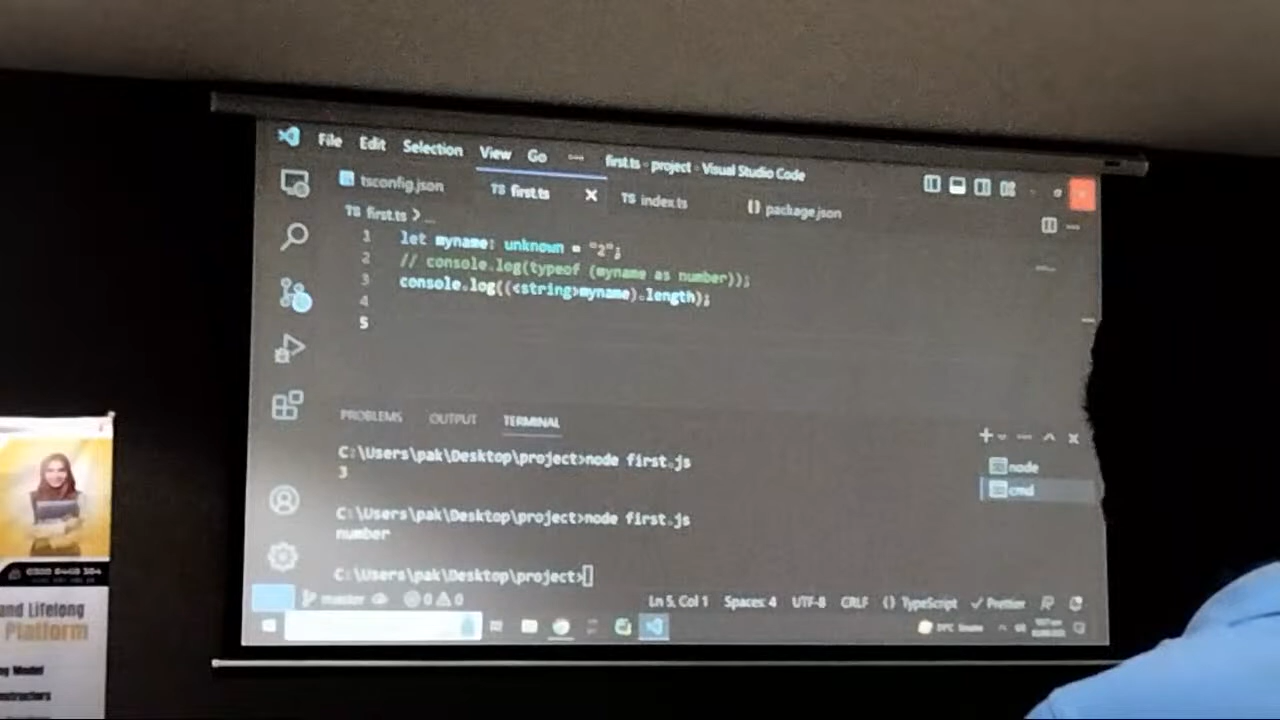 File Edit Selection View Go ... first.ts - project - Visual Studio Code
tsconfig.json TS first.ts TS index.ts {} package.json
TS first.ts > ...
1 let myname: unknown = "2";
2 // console.log(typeof (myname as number));
3 console.log((<string>myname).length);
4
5
PROBLEMS OUTPUT TERMINAL
C:\Users\pak\Desktop\project>node first.js
3
C:\Users\pak\Desktop\project>node first.js
number
C:\Users\pak\Desktop\project>
node
cmd
master 0 0 Ln 5, Col 1 Spaces: 4 UTF-8 CRLF {} TypeScript Prettier
and Lifelong
Platform
Model